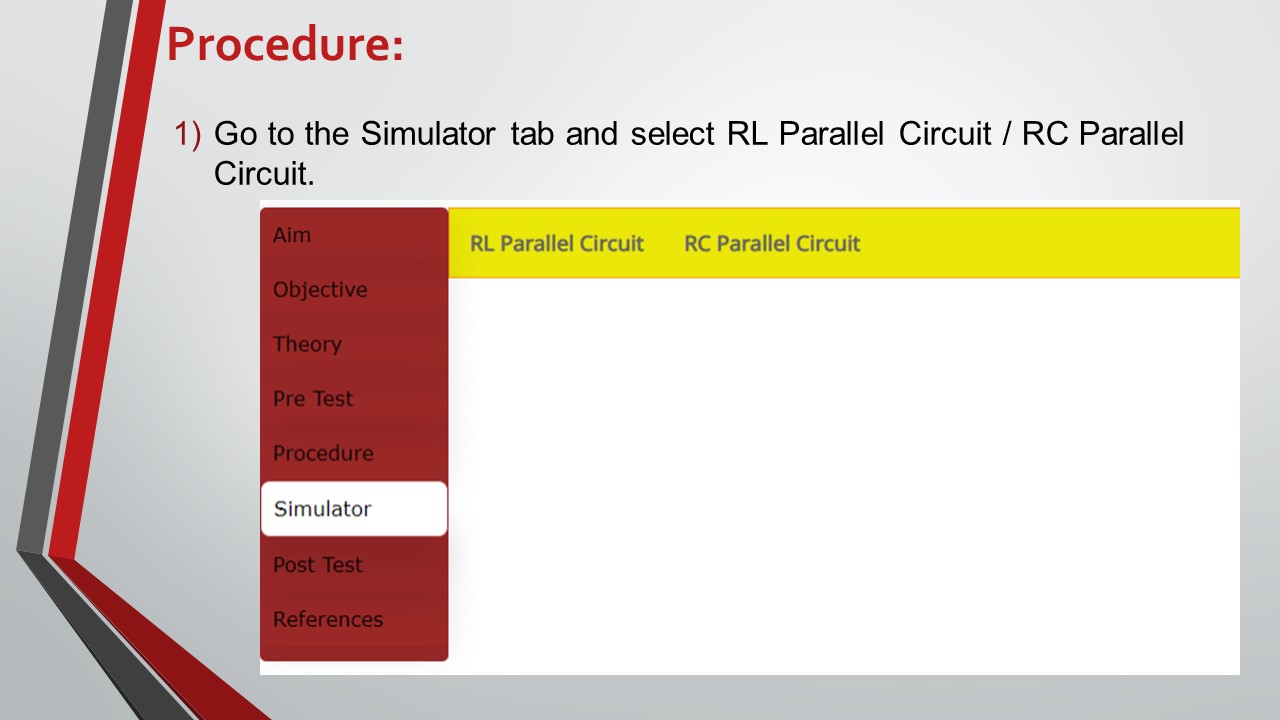 Procedure:
1) Go to the Simulator tab and select RL Parallel Circuit / RC Parallel
Circuit.
Aim
RL Parallel Circuit RC Parallel Circuit
Objective
Theory
Pre Test
Procedure
Simulator
Post Test
References